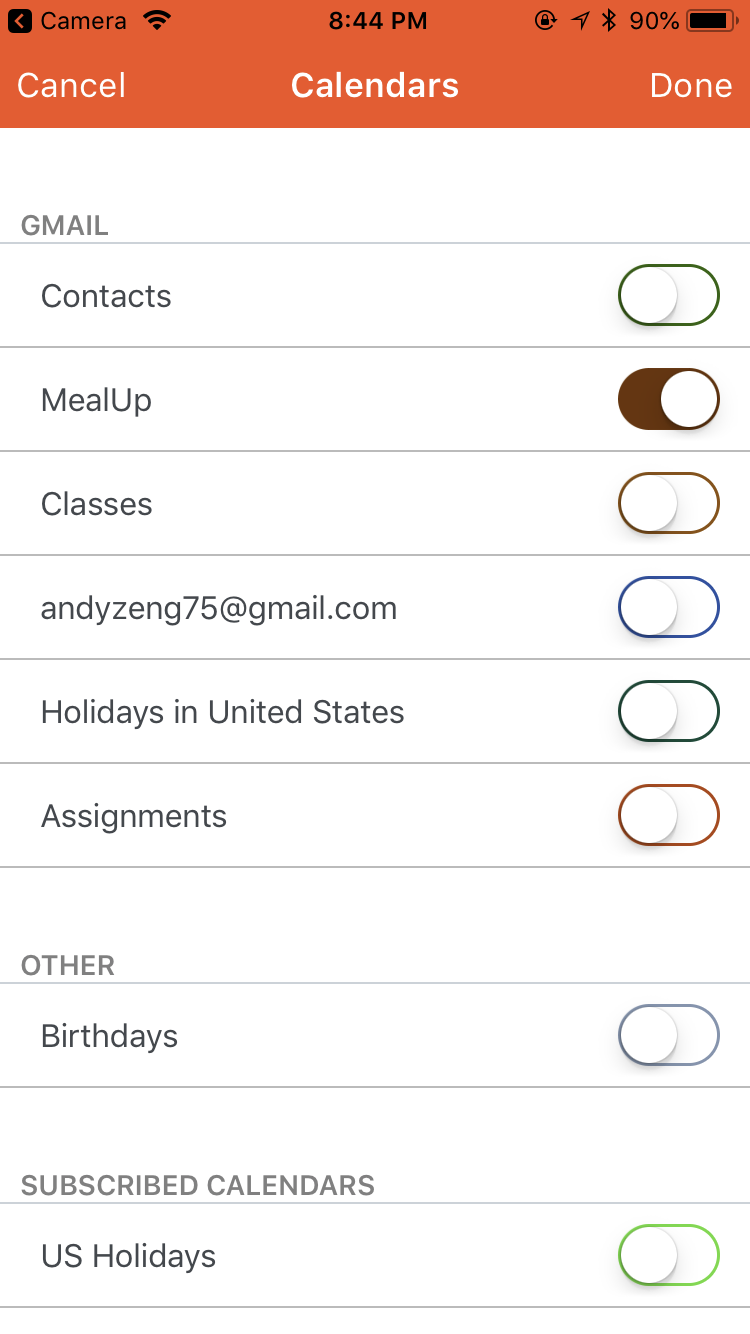 Camera 8:44 PM 90%
Cancel Calendars Done
GMAIL
Contacts
MealUp
Classes
andyzeng75@gmail.com
Holidays in United States
Assignments
OTHER
Birthdays
SUBSCRIBED CALENDARS
US Holidays